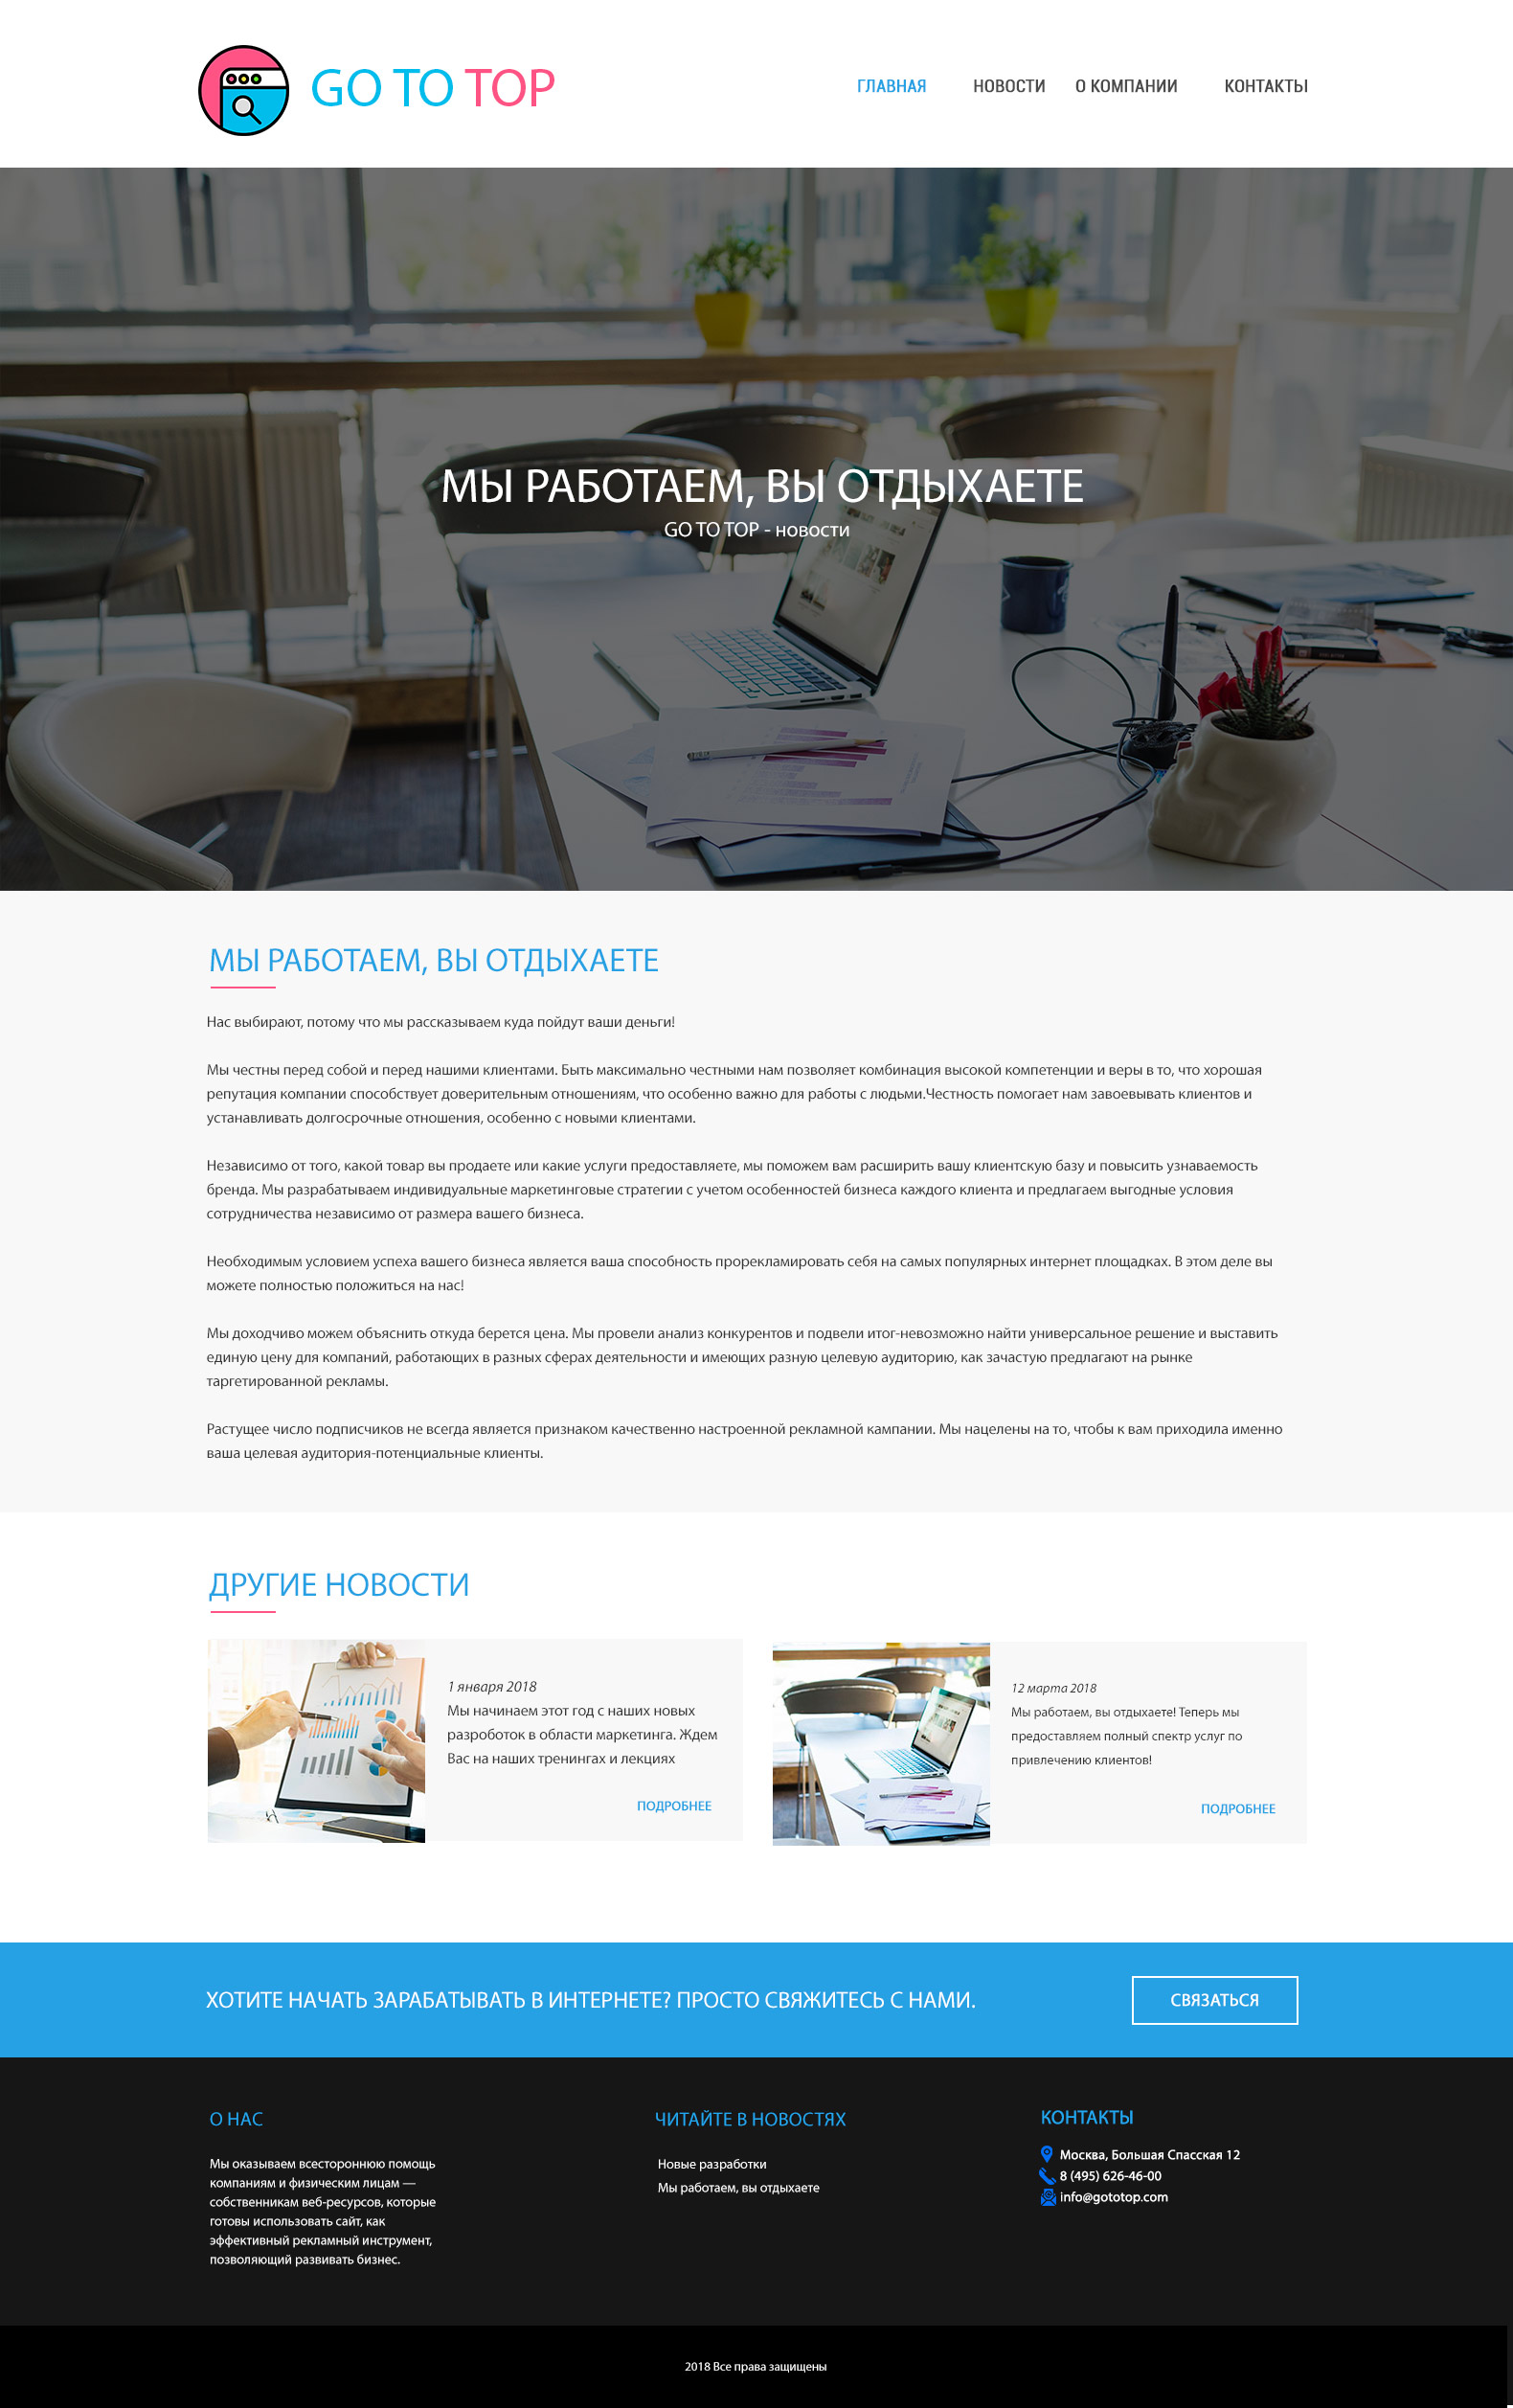 GO TO TOP
ГЛАВНАЯ НОВОСТИ О КОМПАНИИ КОНТАКТЫ
МЫ РАБОТАЕМ, ВЫ ОТДЫХАЕТЕ
GO TO TOP - новости
МЫ РАБОТАЕМ, ВЫ ОТДЫХАЕТЕ
Нас выбирают, потому что мы рассказываем куда пойдут ваши деньги!
Мы честны перед собой и перед нашими клиентами. Быть максимально честными нам позволяет комбинация высокой компетенции и веры в то, что хорошая
репутация компании способствует доверительным отношениям, что особенно важно для работы с людьми.Честность помогает нам завоевывать клиентов и
устанавливать долгосрочные отношения, особенно с новыми клиентами.
Независимо от того, какой товар вы продаете или какие услуги предоставляете, мы поможем вам расширить вашу клиентскую базу и повысить узнаваемость
бренда. Мы разрабатываем индивидуальные маркетинговые стратегии с учетом особенностей бизнеса каждого клиента и предлагаем выгодные условия
сотрудничества независимо от размера вашего бизнеса.
Необходимым условием успеха вашего бизнеса является ваша способность прорекламировать себя на самых популярных интернет площадках. В этом деле вы
можете полностью положиться на нас!
Мы доходчиво можем объяснить откуда берется цена. Мы провели анализ конкурентов и подвели итог-невозможно найти универсальное решение и выставить
единую цену для компаний, работающих в разных сферах деятельности и имеющих разную целевую аудиторию, как зачастую предлагают на рынке
таргетированной рекламы.
Растущее число подписчиков не всегда является признаком качественно настроенной рекламной кампании. Мы нацелены на то, чтобы к вам приходила именно
ваша целевая аудитория-потенциальные клиенты.
ДРУГИЕ НОВОСТИ
1 января 2018
Мы начинаем этот год с наших новых
разроботок в области маркетинга. Ждем
Вас на наших тренингах и лекциях
ПОДРОБНЕЕ
12 марта 2018
Мы работаем, вы отдыхаете! Теперь мы
предоставляем полный спектр услуг по
привлечению клиентов!
ПОДРОБНЕЕ
ХОТИТЕ НАЧАТЬ ЗАРАБАТЫВАТЬ В ИНТЕРНЕТЕ? ПРОСТО СВЯЖИТЕСЬ С НАМИ.
СВЯЗАТЬСЯ
О НАС
Мы оказываем всестороннюю помощь
компаниям и физическим лицам —
собственникам веб-ресурсов, которые
готовы использовать сайт, как
эффективный рекламный инструмент,
позволяющий развивать бизнес.
ЧИТАЙТЕ В НОВОСТЯХ
Новые разработки
Мы работаем, вы отдыхаете
КОНТАКТЫ
Москва, Большая Спасская 12
8 (495) 626-46-00
info@gototop.com
2018 Все права защищены